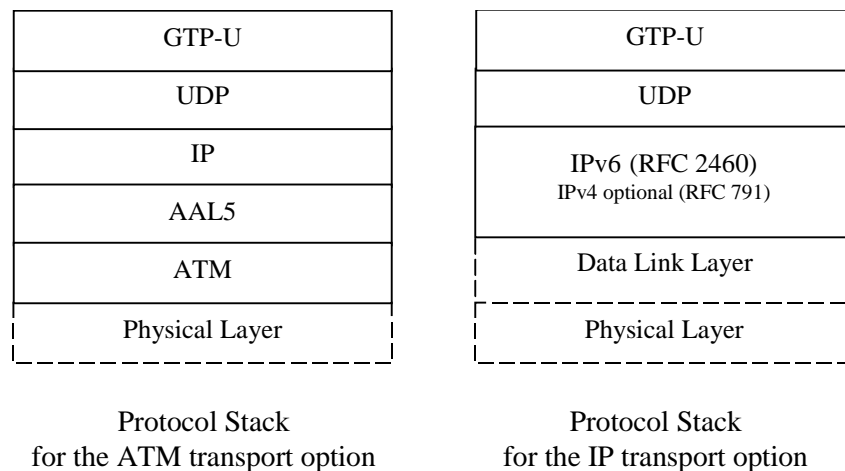 GTP-U
UDP
IP
AAL5
ATM
Physical Layer
Protocol Stack
for the ATM transport option
GTP-U
UDP
IPv6 (RFC 2460)
IPv4 optional (RFC 791)
Data Link Layer
Physical Layer
Protocol Stack
for the IP transport option